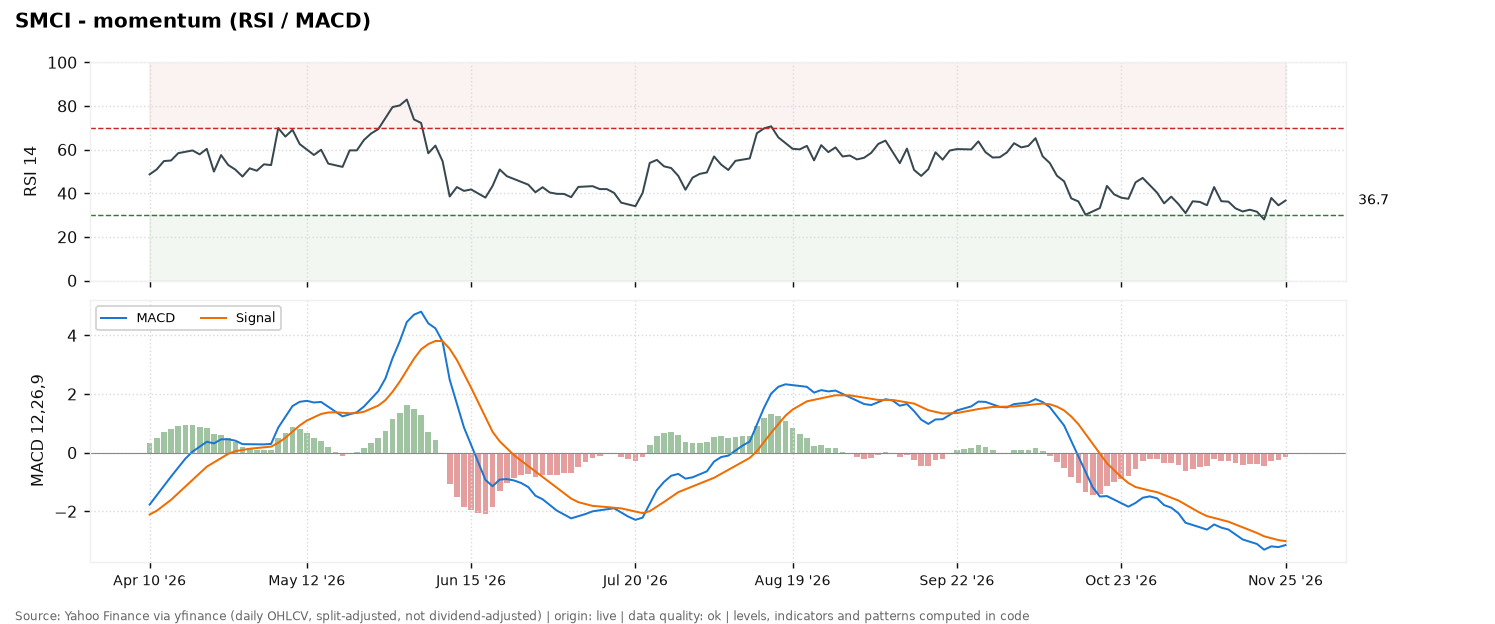 SMCI - momentum (RSI / MACD)
100
80
60
40
20
0
RSI 14
36.7
MACD
Signal
4
2
0
−2
MACD 12,26,9
Apr 10 '26
May 12 '26
Jun 15 '26
Jul 20 '26
Aug 19 '26
Sep 22 '26
Oct 23 '26
Nov 25 '26
Source: Yahoo Finance via yfinance (daily OHLCV, split-adjusted, not dividend-adjusted) | origin: live | data quality: ok | levels, indicators and patterns computed in code